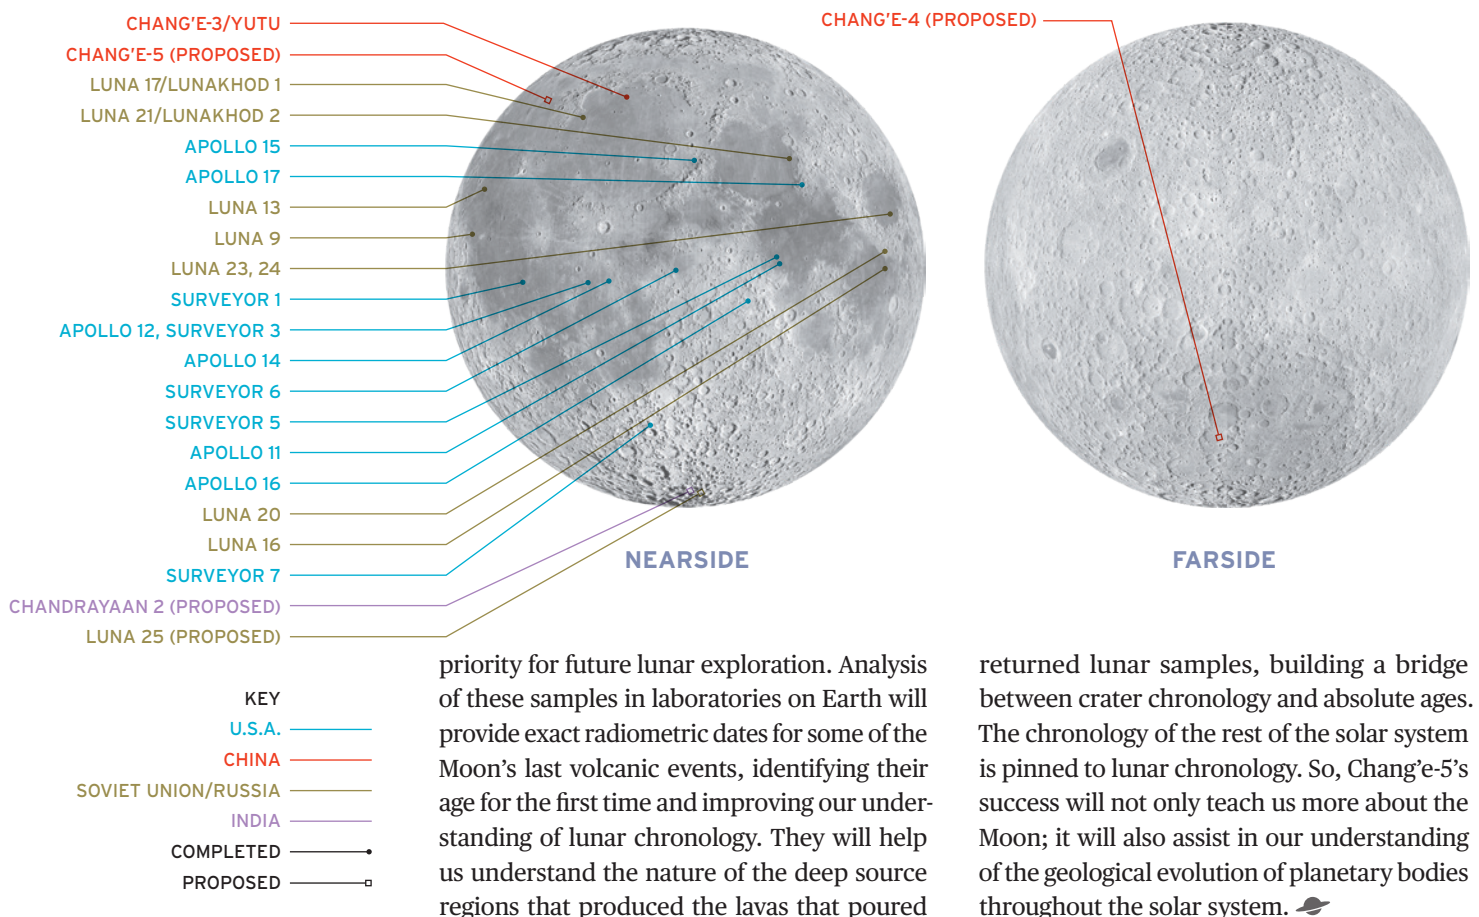 CHANG'E-3/YUTU
CHANG'E-5 (PROPOSED)
LUNA 17/LUNAKHOD 1
LUNA 21/LUNAKHOD 2
APOLLO 15
APOLLO 17
LUNA 13
LUNA 9
LUNA 23, 24
SURVEYOR 1
APOLLO 12, SURVEYOR 3
APOLLO 14
SURVEYOR 6
SURVEYOR 5
APOLLO 11
APOLLO 16
LUNA 20
LUNA 16
SURVEYOR 7
CHANDRAYAAN 2 (PROPOSED)
LUNA 25 (PROPOSED)
CHANG'E-4 (PROPOSED)
NEARSIDE
FARSIDE
KEY
U.S.A.
CHINA
SOVIET UNION/RUSSIA
INDIA
COMPLETED
PROPOSED
priority for future lunar exploration. Analysis
of these samples in laboratories on Earth will
provide exact radiometric dates for some of the
Moon's last volcanic events, identifying their
age for the first time and improving our under-
standing of lunar chronology. They will help
us understand the nature of the deep source
regions that produced the lavas that poured
returned lunar samples, building a bridge
between crater chronology and absolute ages.
The chronology of the rest of the solar system
is pinned to lunar chronology. So, Chang'e-5's
success will not only teach us more about the
Moon; it will also assist in our understanding
of the geological evolution of planetary bodies
throughout the solar system.